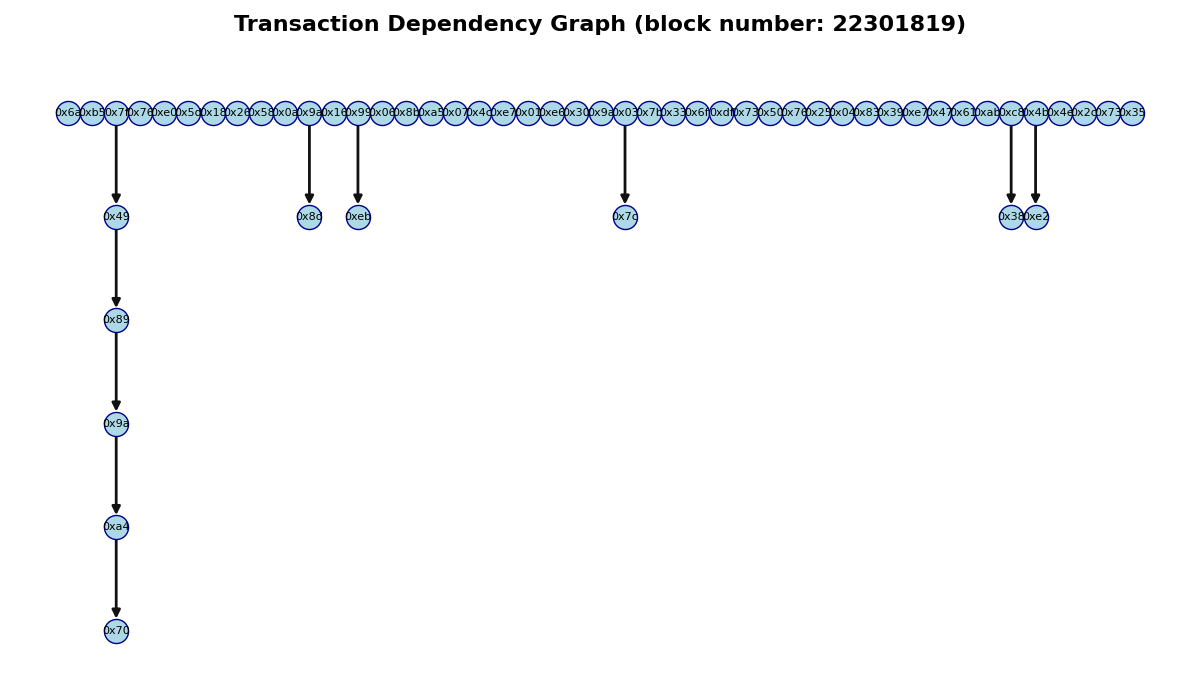 Transaction Dependency Graph (block number: 22301819)
0x6a 0xb5 0x7f 0x76 0xe0 0x5d 0x18 0x26 0x58 0x0a 0x9a 0x16 0x99 0x06 0x8b 0xa5 0x07 0x4d 0xe7 0x01 0xe6 0x30 0x9a 0x03 0x7b 0x33 0x6f 0xdf 0x73 0x50 0x76 0x25 0x04 0x83 0x39 0xe7 0x47 0x61 0xab 0xc8 0x4b 0x4e 0x2d 0x73 0x35
0x49 0x8d 0xeb 0x7c 0x38 0xe2
0x89
0x9a
0xa4
0x70